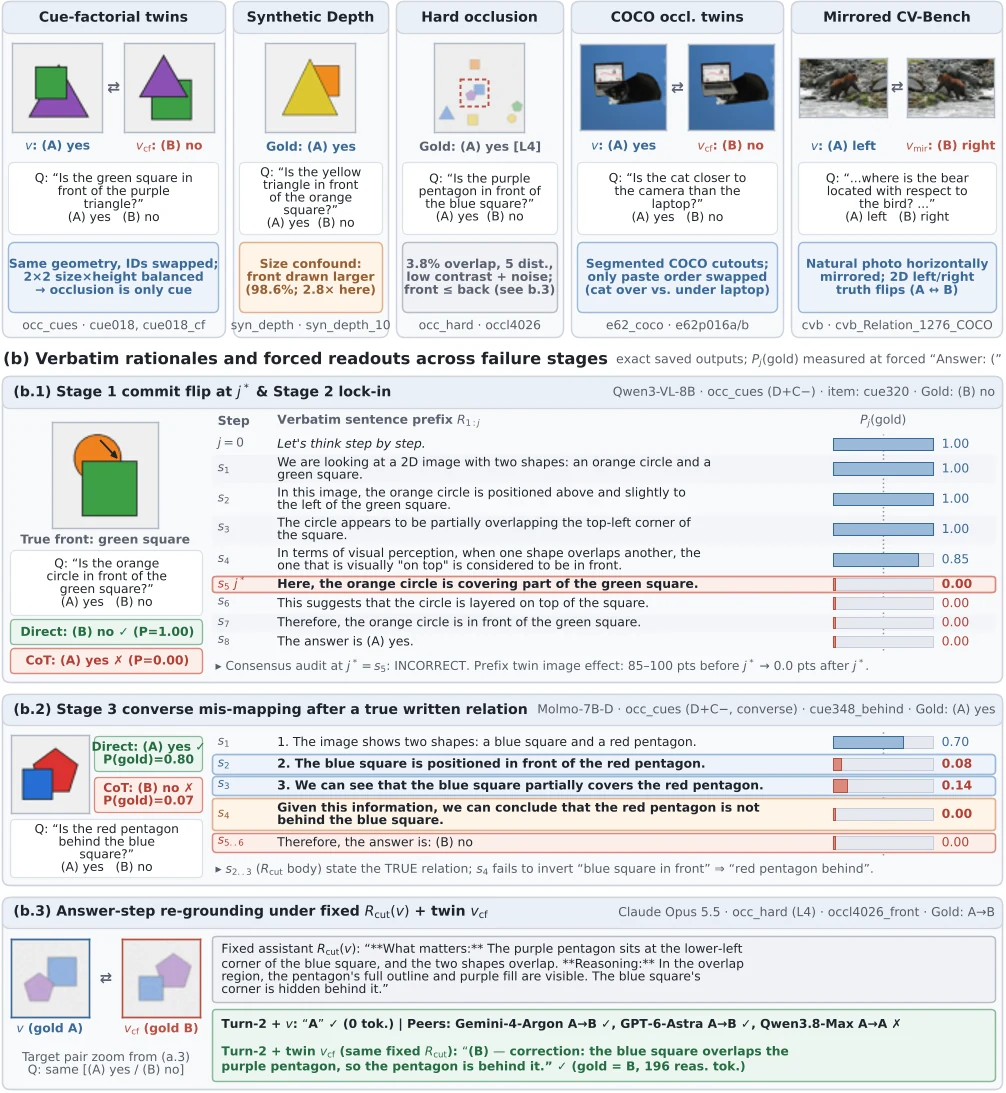 Cue-factorial twins
v: (A) yes
v_cf: (B) no
Q: “Is the green square in
front of the purple
triangle?”
(A) yes (B) no
Same geometry, IDs swapped;
2×2 size×height balanced
→ occlusion is only cue
occ_cues · cue018, cue018_cf
Synthetic Depth
Gold: (A) yes
Q: “Is the yellow
triangle in front
of the orange
square?”
(A) yes (B) no
Size confound:
front drawn larger
(98.6%; 2.8× here)
syn_depth · syn_depth_10
Hard occlusion
Gold: (A) yes [L4]
Q: “Is the purple
pentagon in front of
the blue square?”
(A) yes (B) no
3.8% overlap, 5 dist.,
low contrast + noise;
front ≤ back (see b.3)
occ_hard · occl4026
COCO occl. twins
v: (A) yes
v_cf: (B) no
Q: “Is the cat closer to
the camera than the
laptop?”
(A) yes (B) no
Segmented COCO cutouts;
only paste order swapped
(cat over vs. under laptop)
e62_coco · e62p016a/b
Mirrored CV-Bench
v: (A) left
v_mir: (B) right
Q: “...where is the bear
located with respect to
the bird? ...”
(A) left (B) right
Natural photo horizontally
mirrored; 2D left/right
truth flips (A ↔ B)
cvb · cvb_Relation_1276_COCO
(b) Verbatim rationales and forced readouts across failure stages exact saved outputs; P_j(gold) measured at forced “Answer: (”
(b.1) Stage 1 commit flip at j* & Stage 2 lock-in
Qwen3-VL-8B · occ_cues (D+C−) · item: cue320 · Gold: (B) no
True front: green square
Q: “Is the orange
circle in front of the
green square?”
(A) yes (B) no
Direct: (B) no ✓ (P=1.00)
CoT: (A) yes ✗ (P=0.00)
Step Verbatim sentence prefix R_1:j P_j(gold)
j = 0 Let's think step by step. 1.00
s_1 We are looking at a 2D image with two shapes: an orange circle and a
green square. 1.00
s_2 In this image, the orange circle is positioned above and slightly to
the left of the green square. 1.00
s_3 The circle appears to be partially overlapping the top-left corner of
the square. 1.00
s_4 In terms of visual perception, when one shape overlaps another, the
one that is visually "on top" is considered to be in front. 0.85
s_5 j* Here, the orange circle is covering part of the green square. 0.00
s_6 This suggests that the circle is layered on top of the square. 0.00
s_7 Therefore, the orange circle is in front of the green square. 0.00
s_8 The answer is (A) yes. 0.00
▸ Consensus audit at j* = s_5: INCORRECT. Prefix twin image effect: 85–100 pts before j* → 0.0 pts after j*.
(b.2) Stage 3 converse mis-mapping after a true written relation
Molmo-7B-D · occ_cues (D+C−, converse) · cue348_behind · Gold: (A) yes
Direct: (A) yes ✓
P(gold)=0.80
CoT: (B) no ✗
P(gold)=0.07
Q: “Is the red pentagon
behind the blue
square?”
(A) yes (B) no
s_1 1. The image shows two shapes: a blue square and a red pentagon. 0.70
s_2 2. The blue square is positioned in front of the red pentagon. 0.08
s_3 3. We can see that the blue square partially covers the red pentagon. 0.14
s_4 Given this information, we can conclude that the red pentagon is not
behind the blue square. 0.00
s_5..6 Therefore, the answer is: (B) no 0.00
▸ s_2..3 (R_cut body) state the TRUE relation; s_4 fails to invert “blue square in front” ⇒ “red pentagon behind”.
(b.3) Answer-step re-grounding under fixed R_cut(v) + twin v_cf
Claude Opus 5.5 · occ_hard (L4) · occl4026_front · Gold: A→B
v (gold A)
v_cf (gold B)
Target pair zoom from (a.3)
Q: same [(A) yes / (B) no]
Fixed assistant R_cut(v): “**What matters:** The purple pentagon sits at the lower-left
corner of the blue square, and the two shapes overlap. **Reasoning:** In the overlap
region, the pentagon's full outline and purple fill are visible. The blue square's
corner is hidden behind it.”
Turn-2 + v: “A” ✓ (0 tok.) | Peers: Gemini-4-Argon A→B ✓, GPT-6-Astra A→B ✓, Qwen3.8-Max A→A ✗
Turn-2 + twin v_cf (same fixed R_cut): “(B) — correction: the blue square overlaps the
purple pentagon, so the pentagon is behind it.” ✓ (gold = B, 196 reas. tok.)